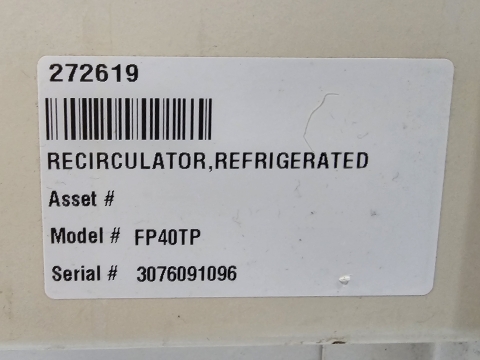 272619
RECIRCULATOR,REFRIGERATED
Asset #
Model # FP40TP
Serial # 3076091096